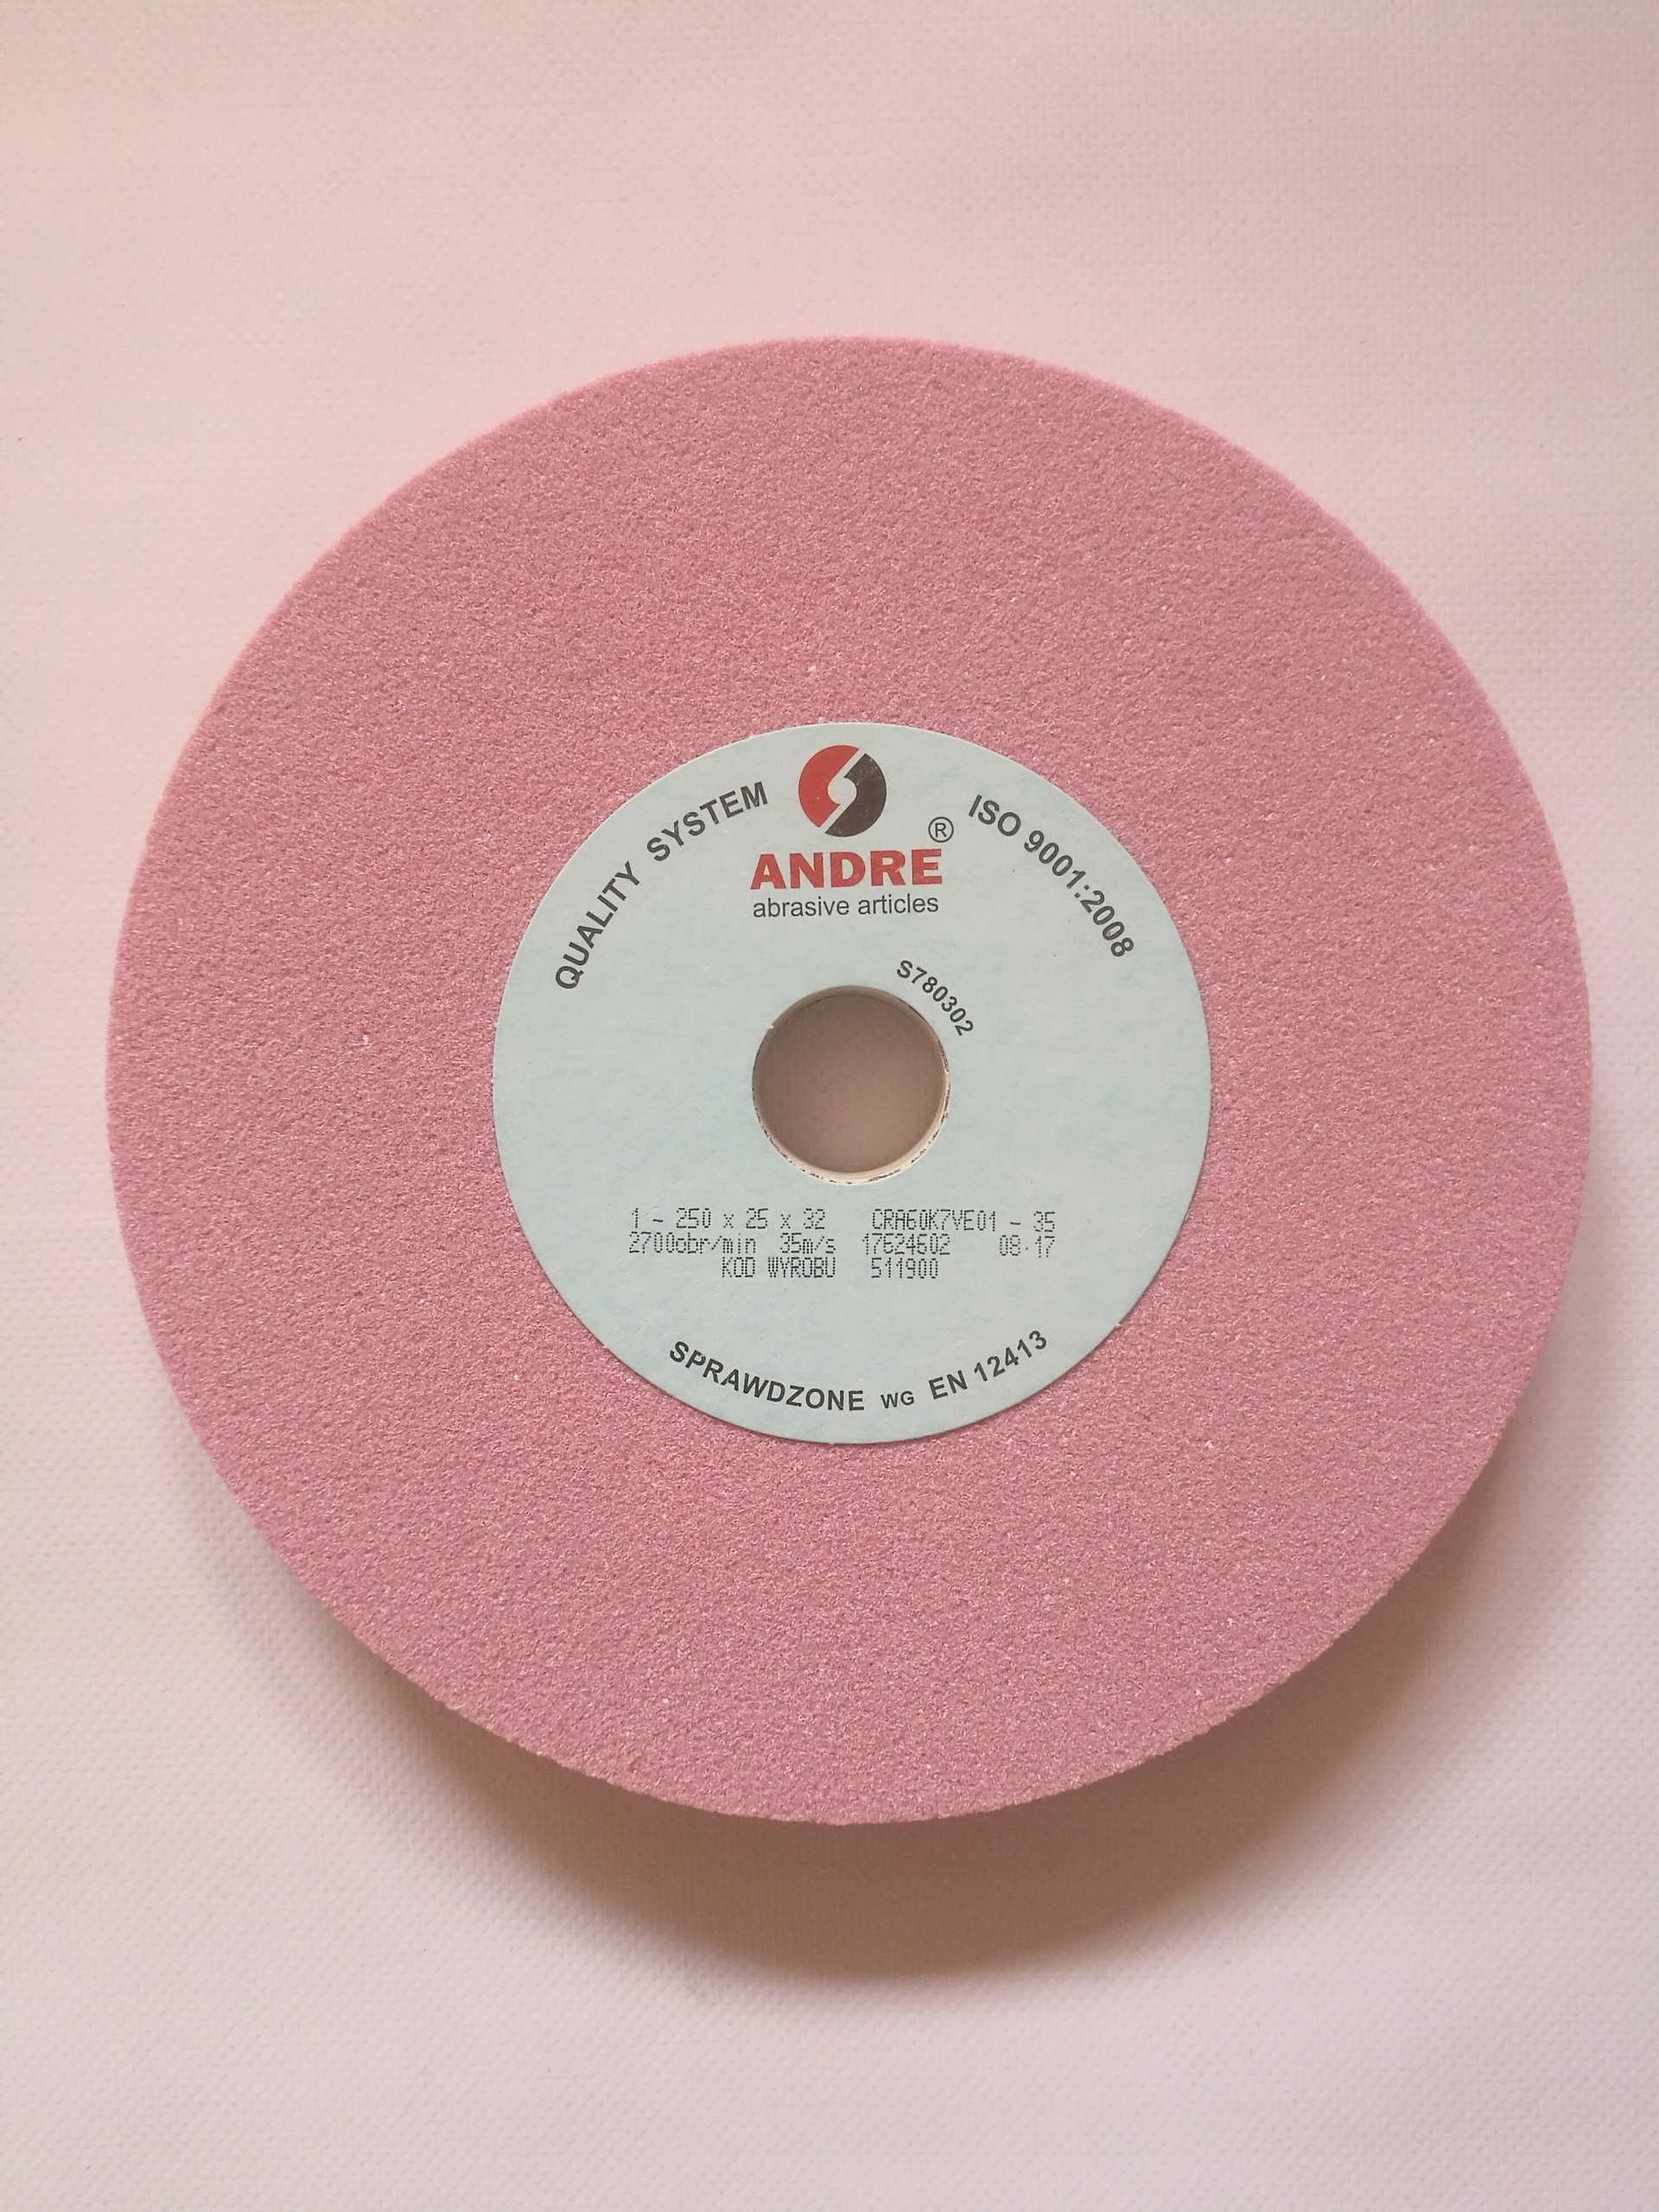 QUALITY SYSTEM
ISO 9001:2008
®
ANDRE
abrasive articles
S780302
1 - 250 x 25 x 32 CRA60K7VE01 - 35
2700obr/min 35m/s 17624602 08.17
KOD WYROBU 511900
SPRAWDZONE WG EN 12413